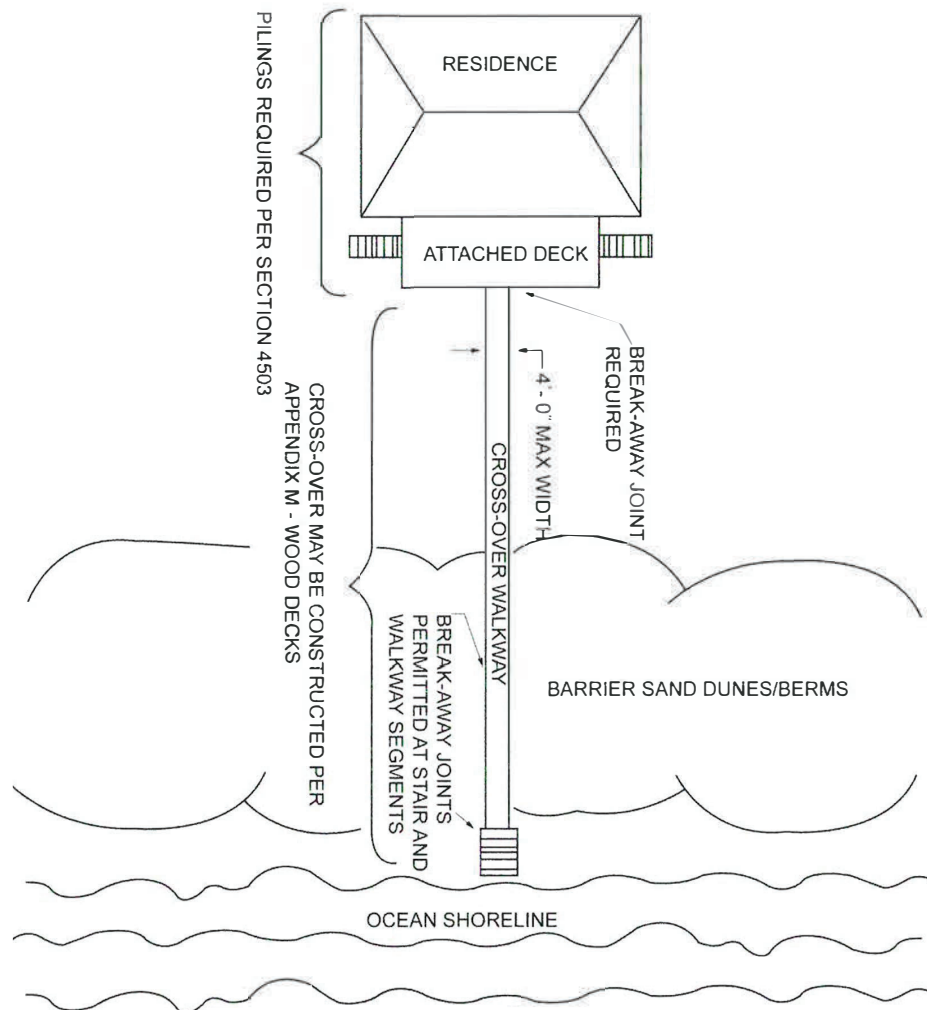 RESIDENCE
ATTACHED DECK
PILINGS REQUIRED PER SECTION 4503
BREAK-AWAY JOINT
REQUIRED
4'- 0" MAX WIDTH
CROSS-OVER WALKWAY
CROSS-OVER MAY BE CONSTRUCTED PER
APPENDIX M - WOOD DECKS
BREAK-AWAY JOINTS
PERMITTED AT STAIR AND
WALKWAY SEGMENTS
BARRIER SAND DUNES/BERMS
OCEAN SHORELINE